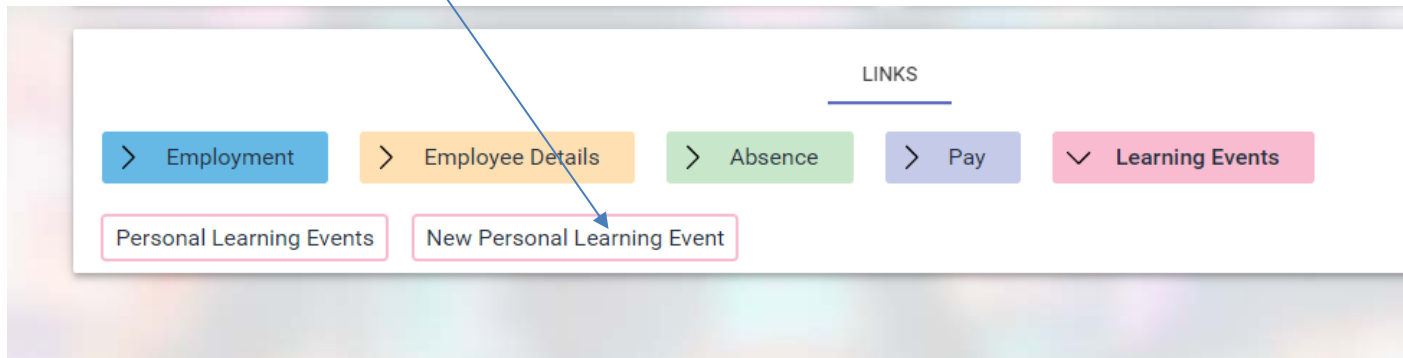 LINKS
Employment Employee Details Absence Pay Learning Events
Personal Learning Events New Personal Learning Event